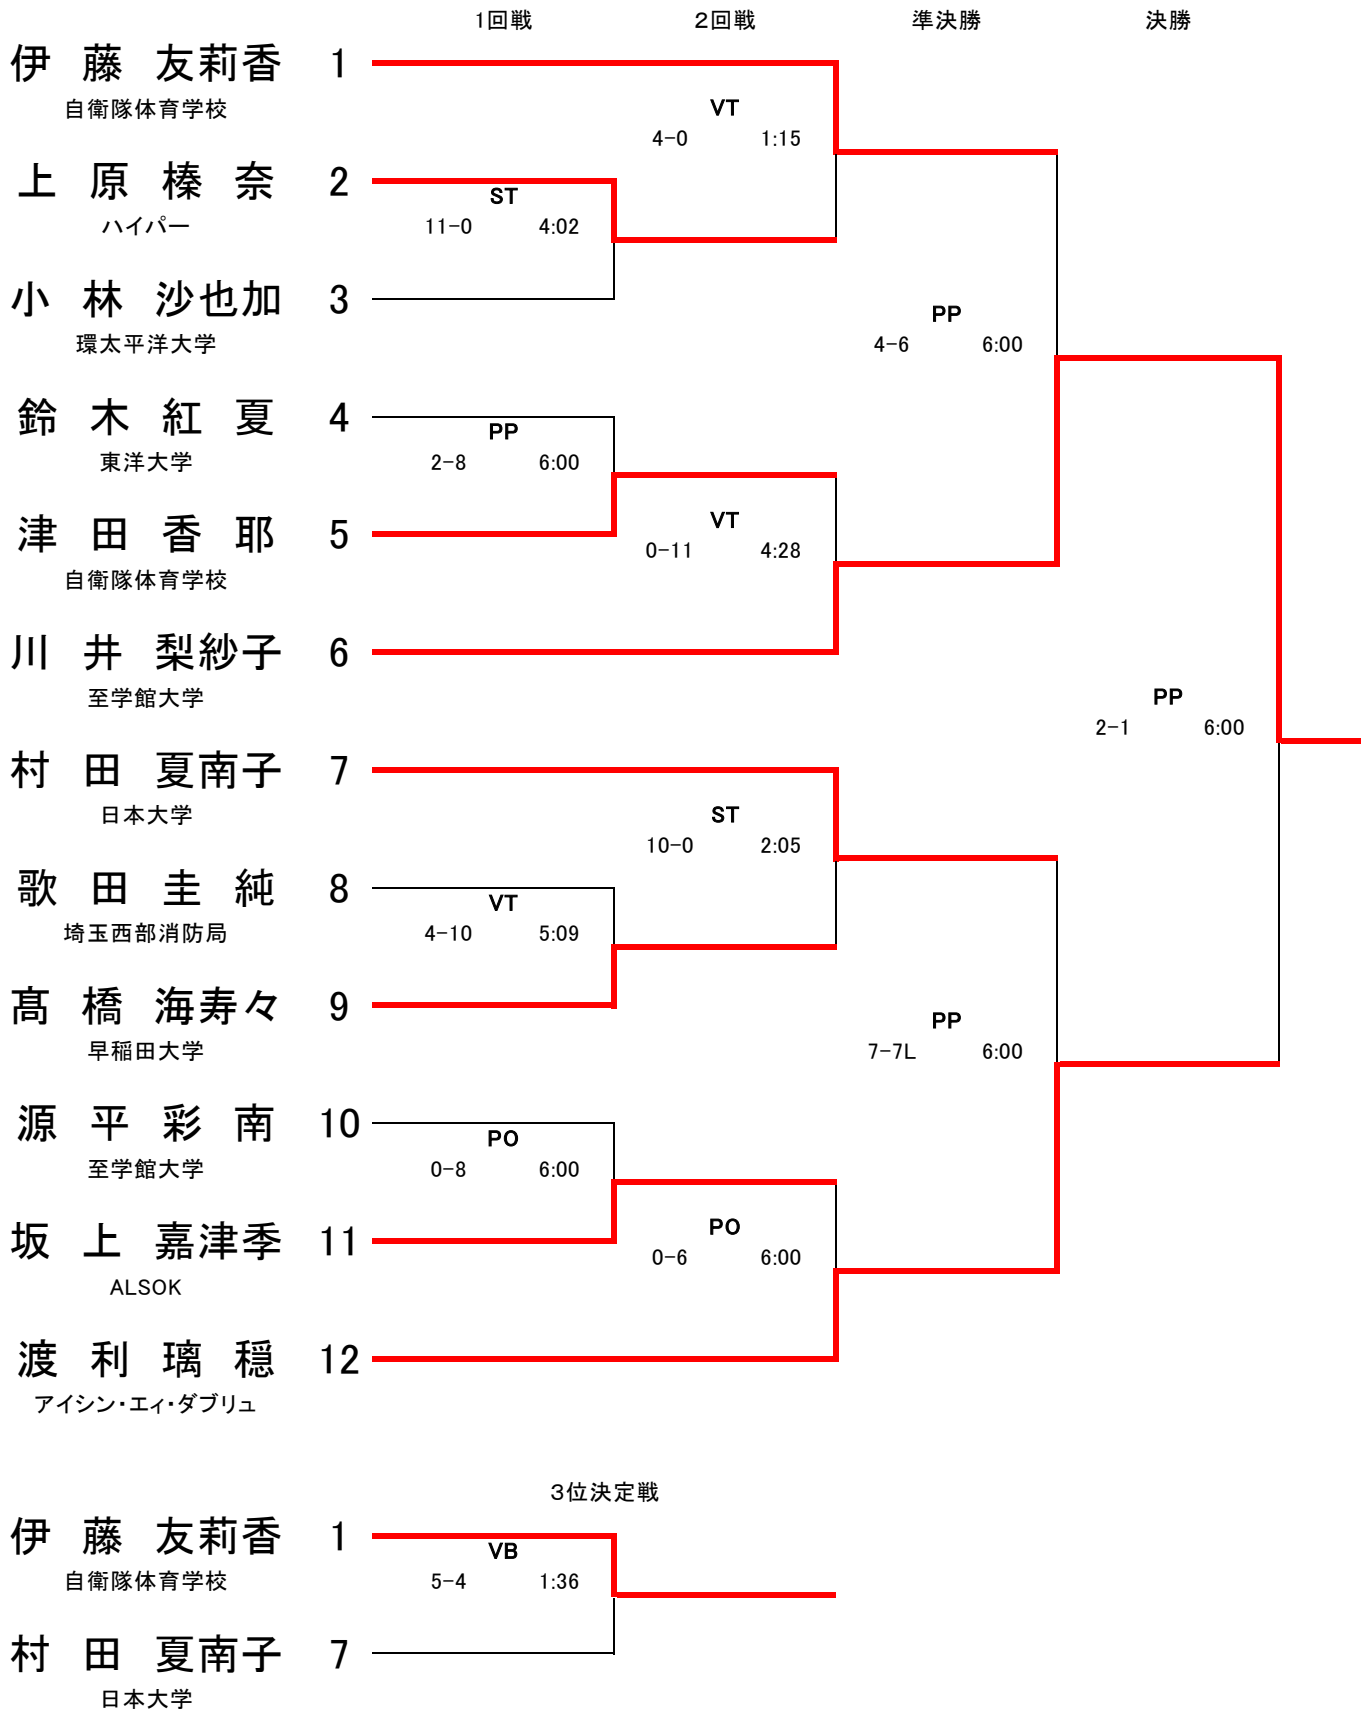 1回戦 2回戦 準決勝 決勝
伊 藤 友莉香 1
自衛隊体育学校
VT
4-0 1:15
上 原 榛 奈 2
ハイパー
ST
11-0 4:02
小 林 沙也加 3
環太平洋大学
PP
4-6 6:00
鈴 木 紅 夏 4
東洋大学
PP
2-8 6:00
津 田 香 耶 5
自衛隊体育学校
VT
0-11 4:28
川 井 梨紗子 6
至学館大学
PP
2-1 6:00
村 田 夏南子 7
日本大学
ST
10-0 2:05
歌 田 圭 純 8
埼玉西部消防局
VT
4-10 5:09
髙 橋 海寿々 9
早稲田大学
PP
7-7L 6:00
源 平 彩 南 10
至学館大学
PO
0-8 6:00
坂 上 嘉津季 11
ALSOK
PO
0-6 6:00
渡 利 璃 穏 12
アイシン・エィ・ダブリュ
3位決定戦
伊 藤 友莉香 1
自衛隊体育学校
VB
5-4 1:36
村 田 夏南子 7
日本大学